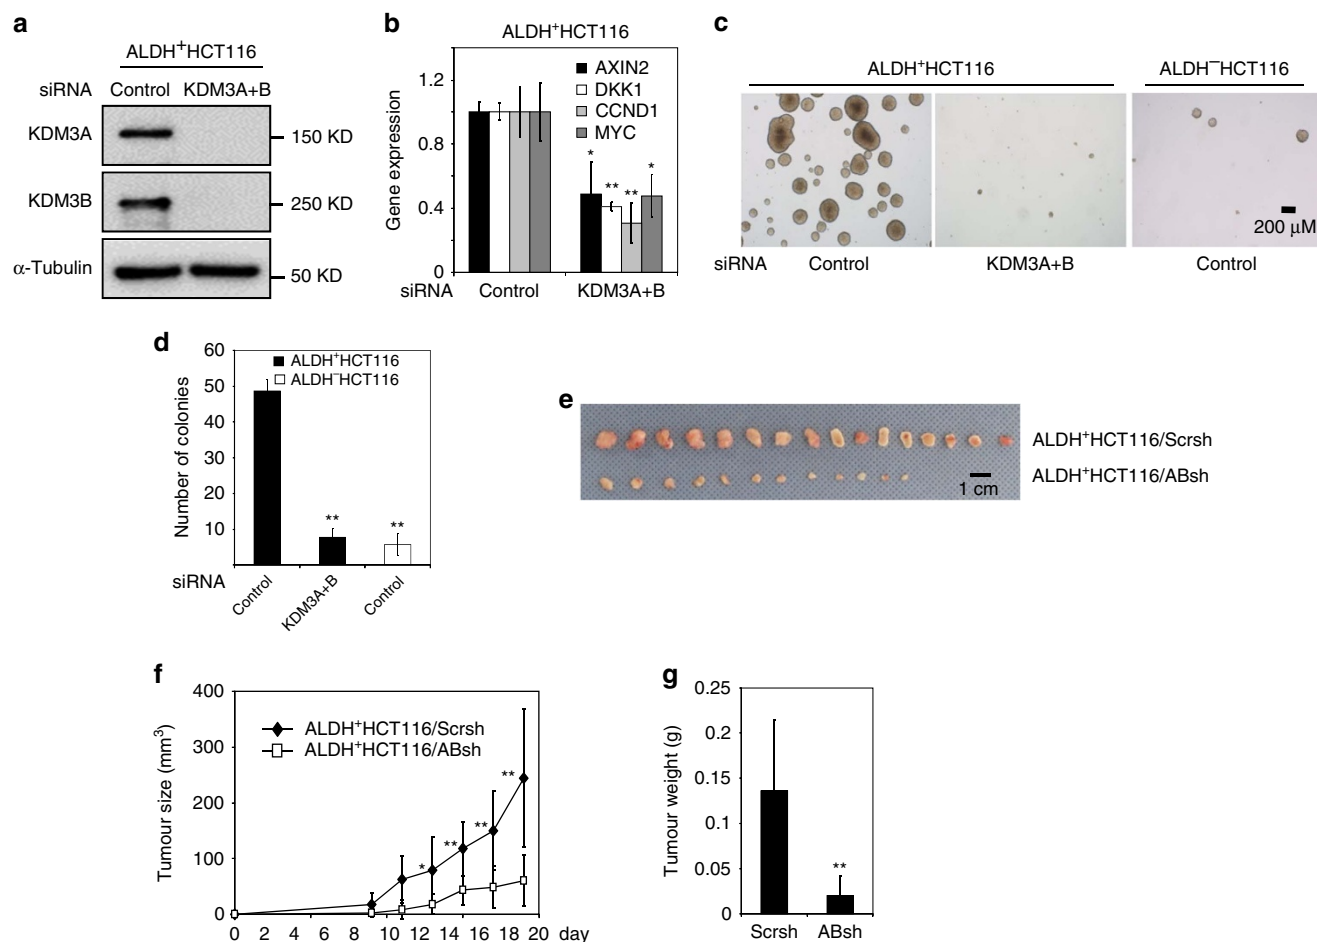 a
ALDH+HCT116
siRNA Control KDM3A+B
KDM3A
150 KD
KDM3B
250 KD
α-Tubulin
50 KD
b
ALDH+HCT116
Gene expression
1.2
0.8
0.4
0
AXIN2
DKK1
CCND1
MYC
* ** ** *
siRNA Control KDM3A+B
c
ALDH+HCT116 ALDH−HCT116
200 µM
siRNA Control KDM3A+B Control
d
Number of colonies
60
50
40
30
20
10
ALDH+HCT116
ALDH−HCT116
** **
siRNA Control KDM3A+B Control
e
ALDH+HCT116/Scrsh
ALDH+HCT116/ABsh
1 cm
f
Tumour size (mm3)
400
300
200
100
0
ALDH+HCT116/Scrsh
ALDH+HCT116/ABsh
* ** ** **
0 2 4 6 8 10 12 14 16 18 20 day
g
Tumour weight (g)
0.25
0.2
0.15
0.1
0.05
0
**
Scrsh ABsh